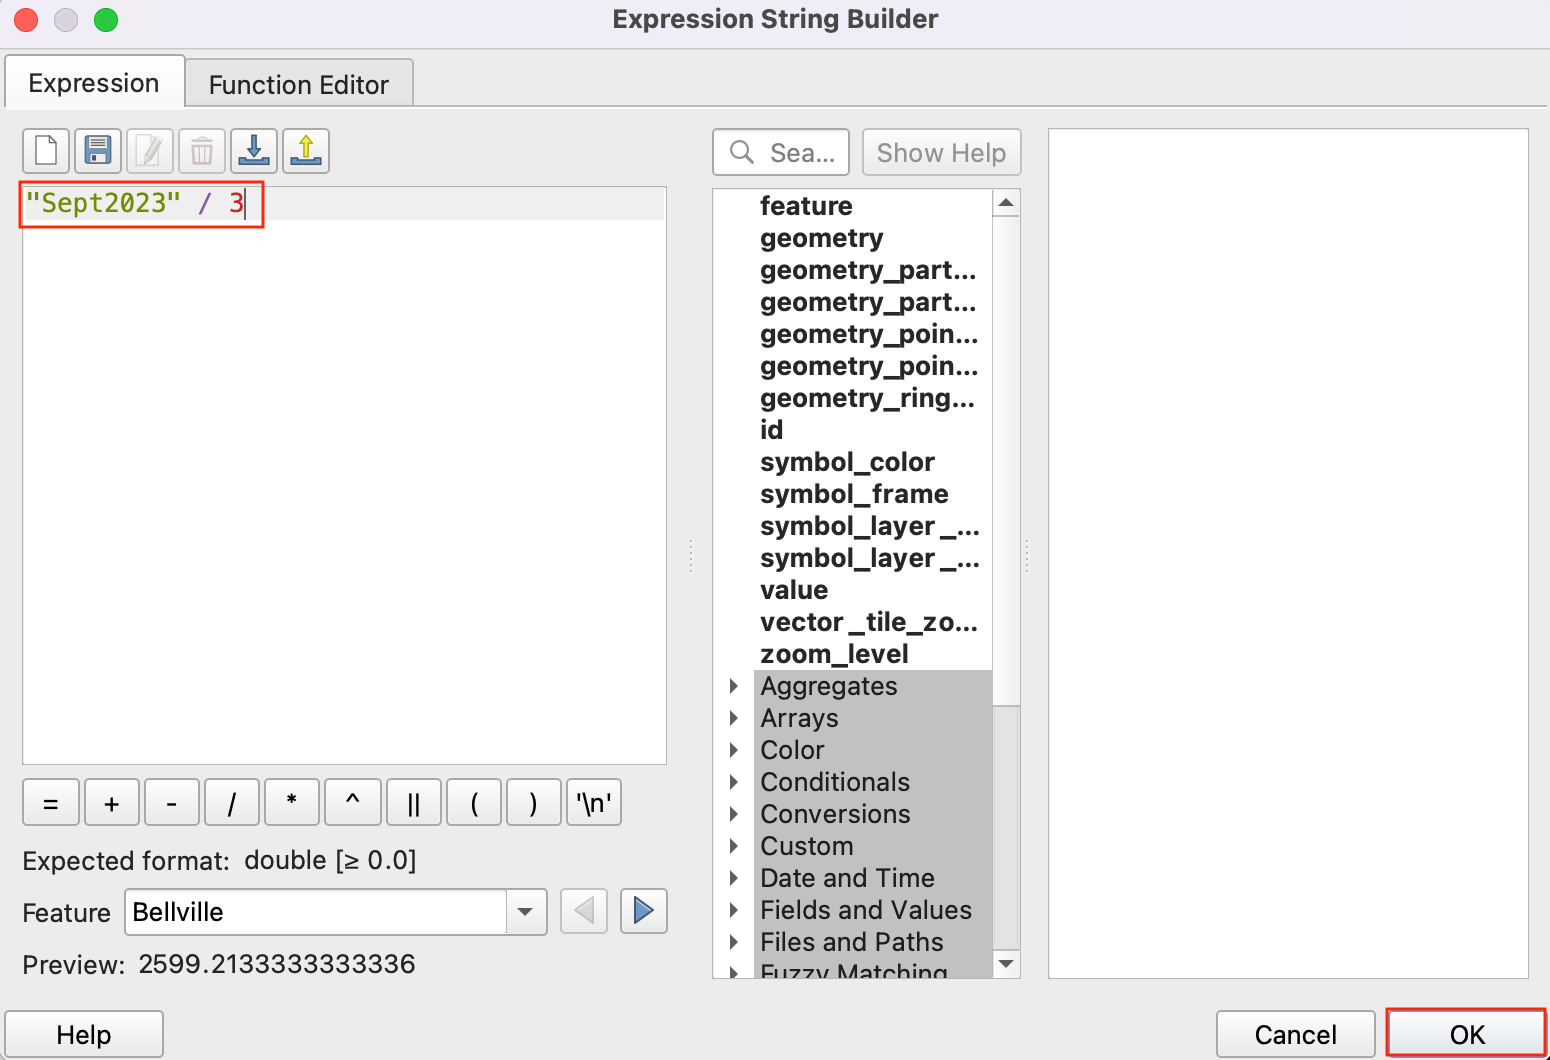 Expression String Builder
Expression
Function Editor
Sea...
Show Help
"Sept2023" / 3
feature
geometry
geometry_part...
geometry_part...
geometry_poin...
geometry_poin...
geometry_ring...
id
symbol_color
symbol_frame
symbol_layer_...
symbol_layer_...
value
vector_tile_zo...
zoom_level
Aggregates
Arrays
Color
Conditionals
Conversions
Custom
Date and Time
Fields and Values
Files and Paths
Fuzzy Matching
= + - / * ^ || ( ) '\n'
Expected format: double [≥ 0.0]
Feature Bellville
Preview: 2599.2133333333336
Help
Cancel
OK